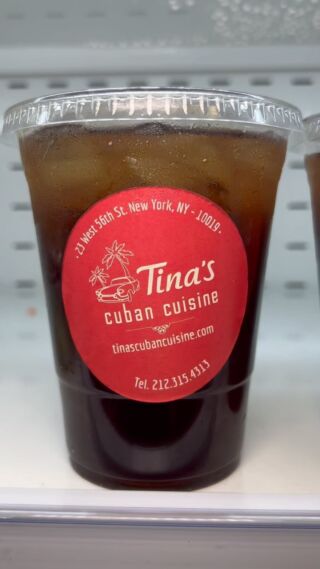 · 23 West 56th St. New York, NY - 10019 ·
Tina's
cuban cuisine
tinascubancuisine.com
Tel. 212.315.4313